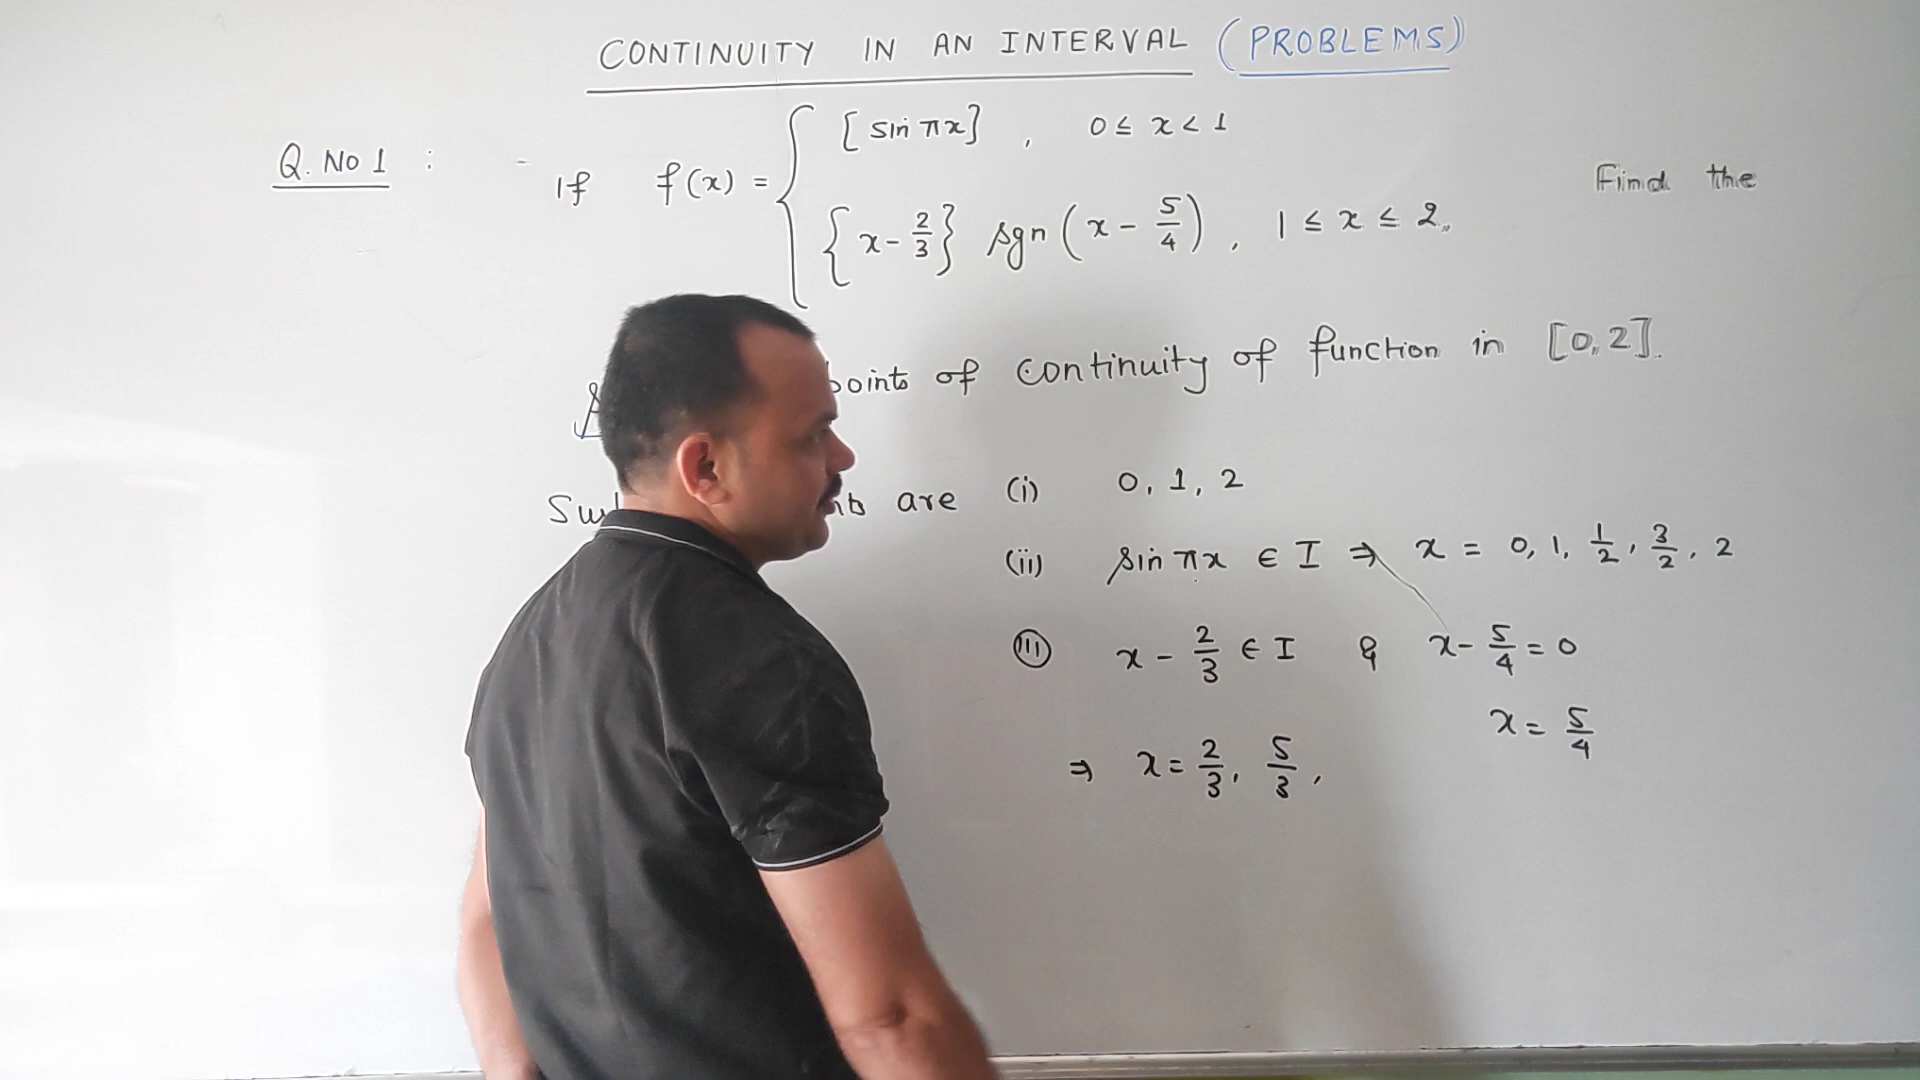 CONTINUITY IN AN INTERVAL (PROBLEMS)
Q. No 1 : - If f(x) = { [sin πx] , 0 ≤ x < 1
{x - 2/3} sgn(x - 5/4) , 1 ≤ x ≤ 2,, Find the
points of continuity of function in [0, 2].
are (i) 0, 1, 2
(ii) sin πx ∈ I ⇒ x = 0, 1, 1/2, 3/2, 2
(III) x - 2/3 ∈ I & x - 5/4 = 0
x = 5/4
⇒ x = 2/3, 5/3,